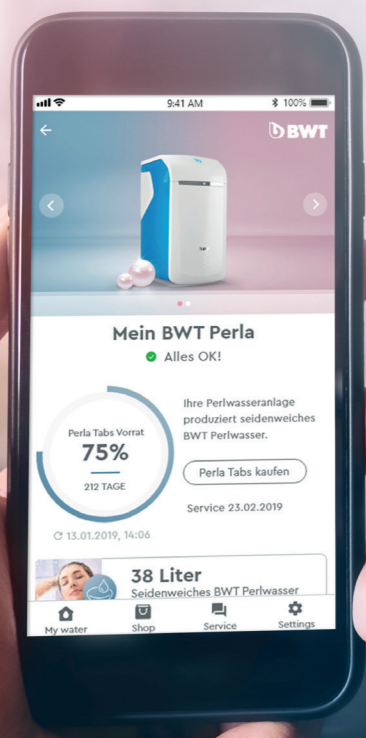 9:41 AM
100%
BWT
Mein BWT Perla
Alles OK!
Perla Tabs Vorrat
75%
212 TAGE
13.01.2019, 14:06
Ihre Perlwasseranlage
produziert seidenweiches
BWT Perlwasser.
Perla Tabs kaufen
Service 23.02.2019
38 Liter
Seidenweiches BWT Perlwasser
My water
Shop
Service
Settings